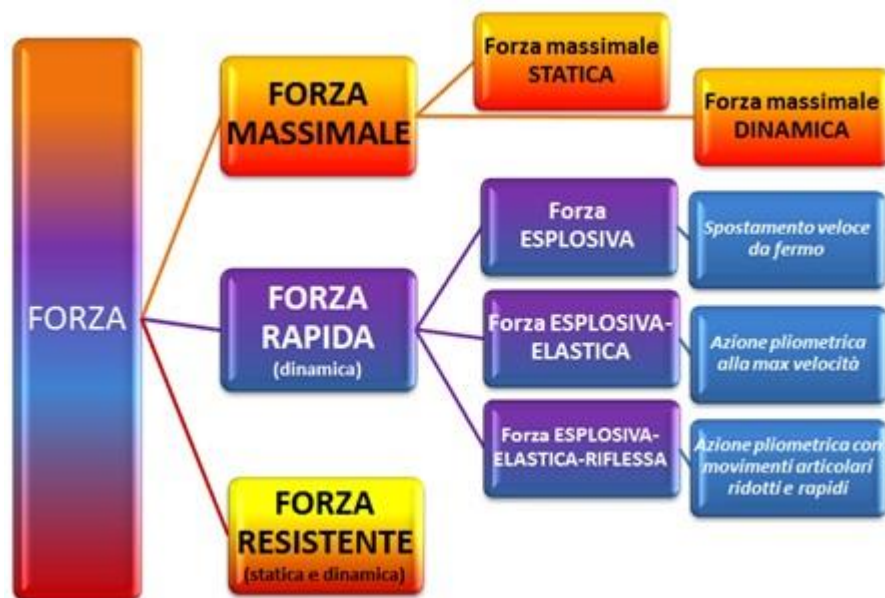 FORZA
FORZA
MASSIMALE
Forza massimale
STATICA
Forza massimale
DINAMICA
FORZA
RAPIDA
(dinamica)
Forza
ESPLOSIVA
Spostamento veloce
da fermo
Forza ESPLOSIVA-
ELASTICA
Azione pliometrica
alla max velocità
Forza ESPLOSIVA-
ELASTICA-RIFLESSA
Azione pliometrica con
movimenti articolari
ridotti e rapidi
FORZA
RESISTENTE
(statica e dinamica)